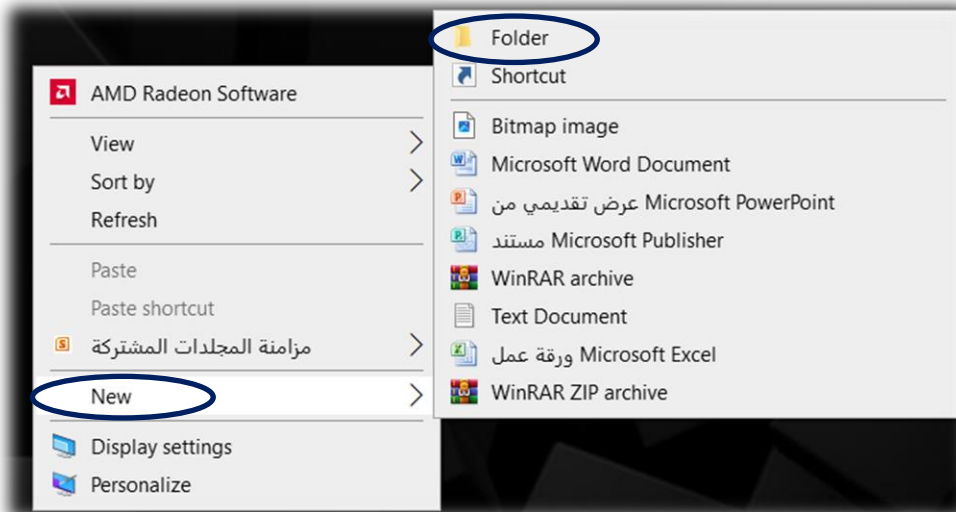 AMD Radeon Software
View
Sort by
Refresh
Paste
Paste shortcut
مزامنة المجلدات المشتركة
New
Display settings
Personalize
Folder
Shortcut
Bitmap image
Microsoft Word Document
عرض تقديمي من Microsoft PowerPoint
مستند Microsoft Publisher
WinRAR archive
Text Document
ورقة عمل Microsoft Excel
WinRAR ZIP archive